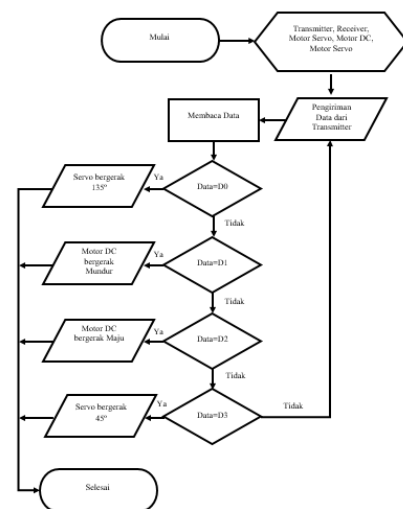 Mulai
Transmitter, Receiver,
Motor Servo, Motor DC,
Motor Servo
Pengiriman
Data dari
Transmitter
Membaca Data
Servo bergerak
135°
Ya
Data=D0
Tidak
Motor DC
bergerak
Mundur
Ya
Data=D1
Tidak
Motor DC
bergerak Maju
Ya
Data=D2
Tidak
Servo bergerak
45°
Ya
Data=D3
Tidak
Selesai